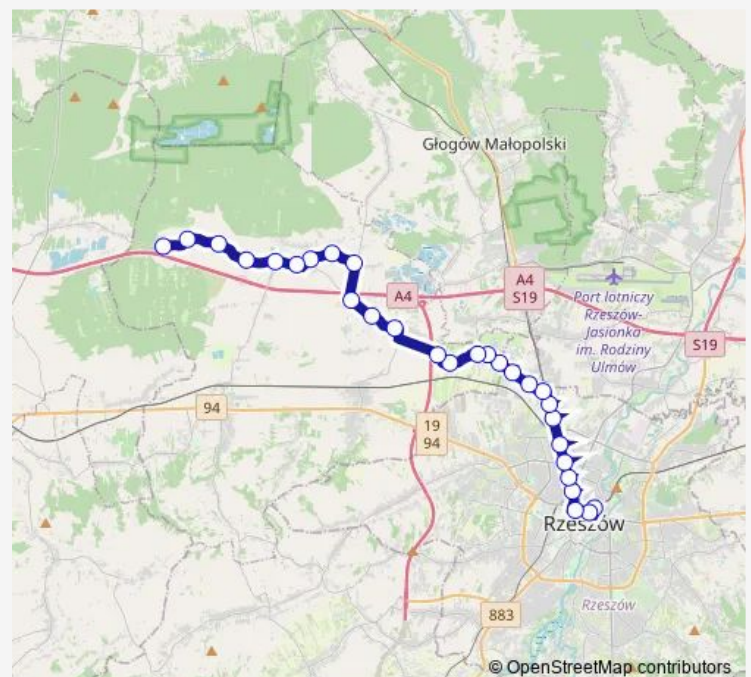 Głogów Małopolski
A4
A4
S19
Port lotniczy
Rzeszów-
Jasionka
im. Rodziny
Ulmów
S19
94
19
94
Rzeszów
Rzeszów
883
© OpenStreetMap contributors